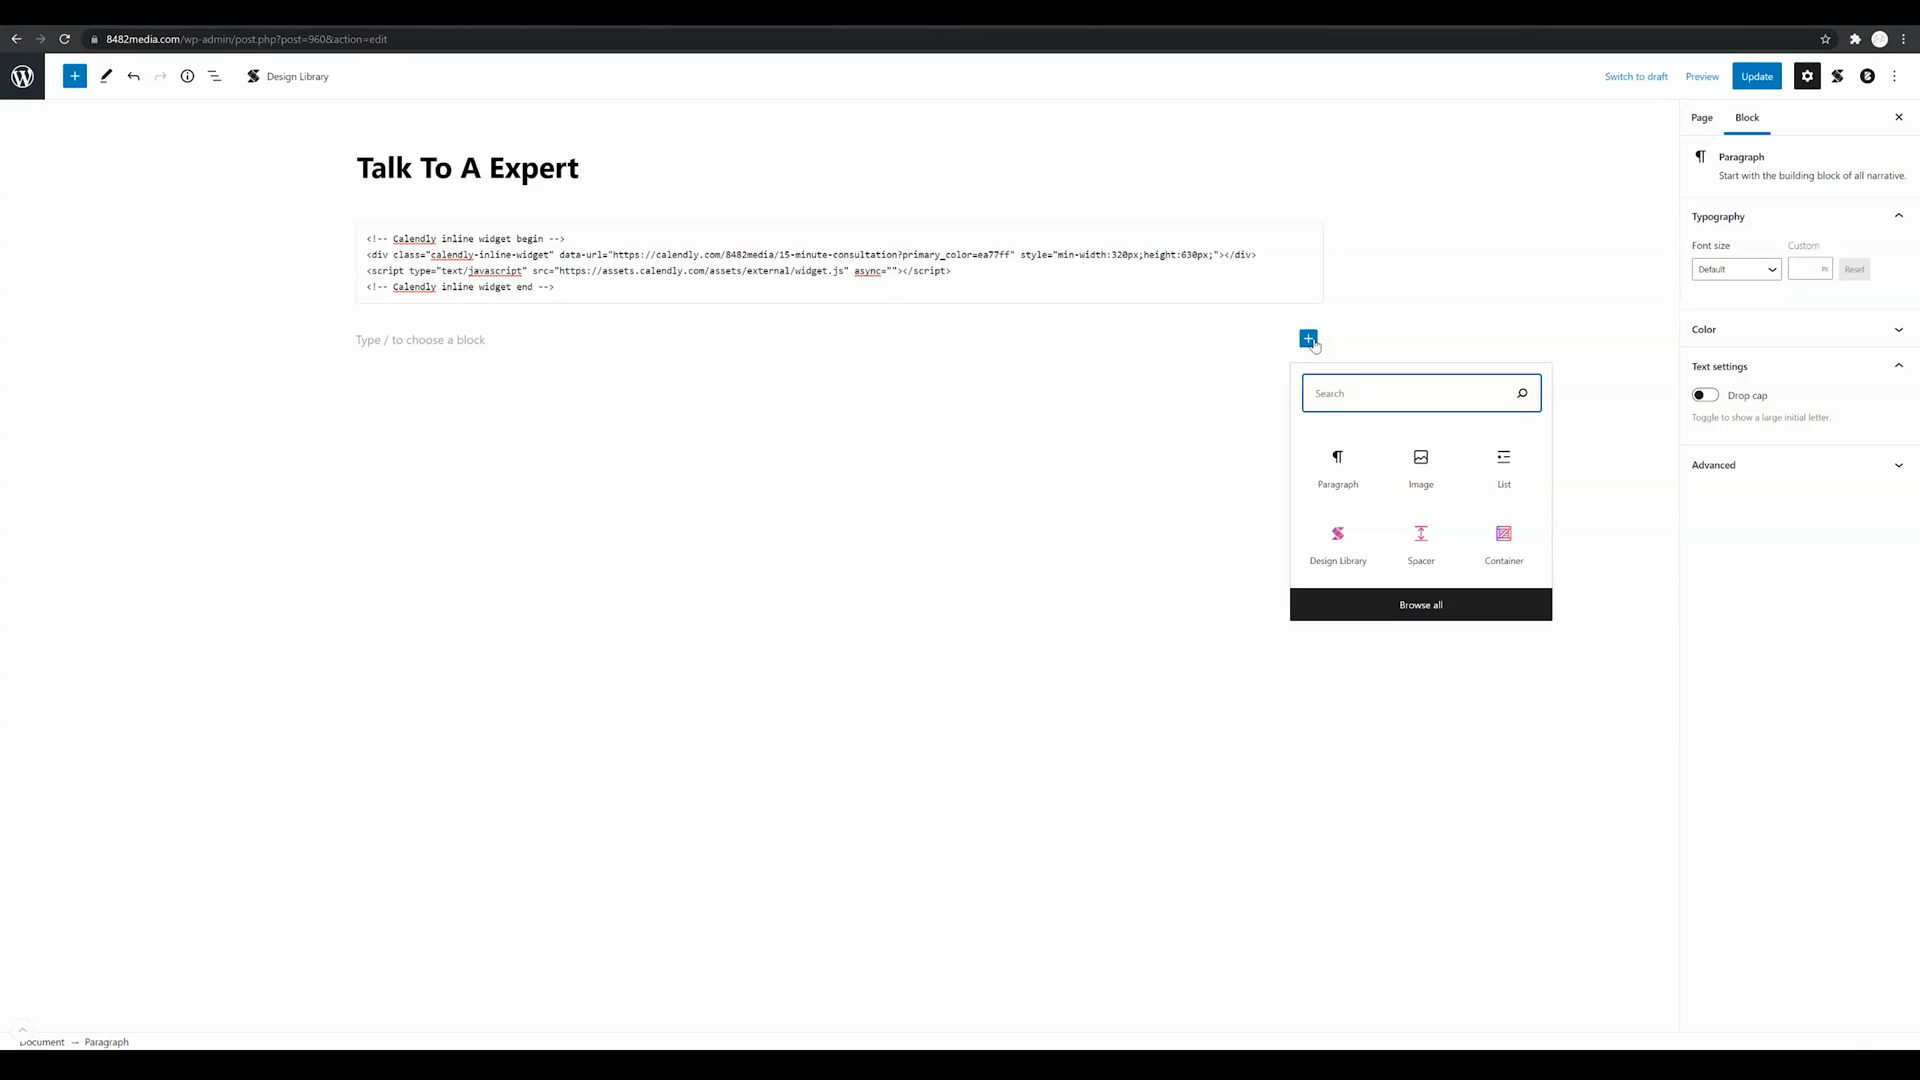 8482media.com/wp-admin/post.php?post=960&action=edit
Design Library
Switch to draft
Preview
Update
Talk To A Expert
<!-- Calendly inline widget begin -->
<div class="calendly-inline-widget" data-url="https://calendly.com/8482media/15-minute-consultation?primary_color=ea77ff" style="min-width:320px;height:630px;"></div>
<script type="text/javascript" src="https://assets.calendly.com/assets/external/widget.js" async=""></script>
<!-- Calendly inline widget end -->
Type / to choose a block
Search
Paragraph
Image
List
Design Library
Spacer
Container
Browse all
Page
Block
Paragraph
Start with the building block of all narrative.
Typography
Font size
Custom
Default
PX
Reset
Color
Text settings
Drop cap
Toggle to show a large initial letter.
Advanced
Document → Paragraph